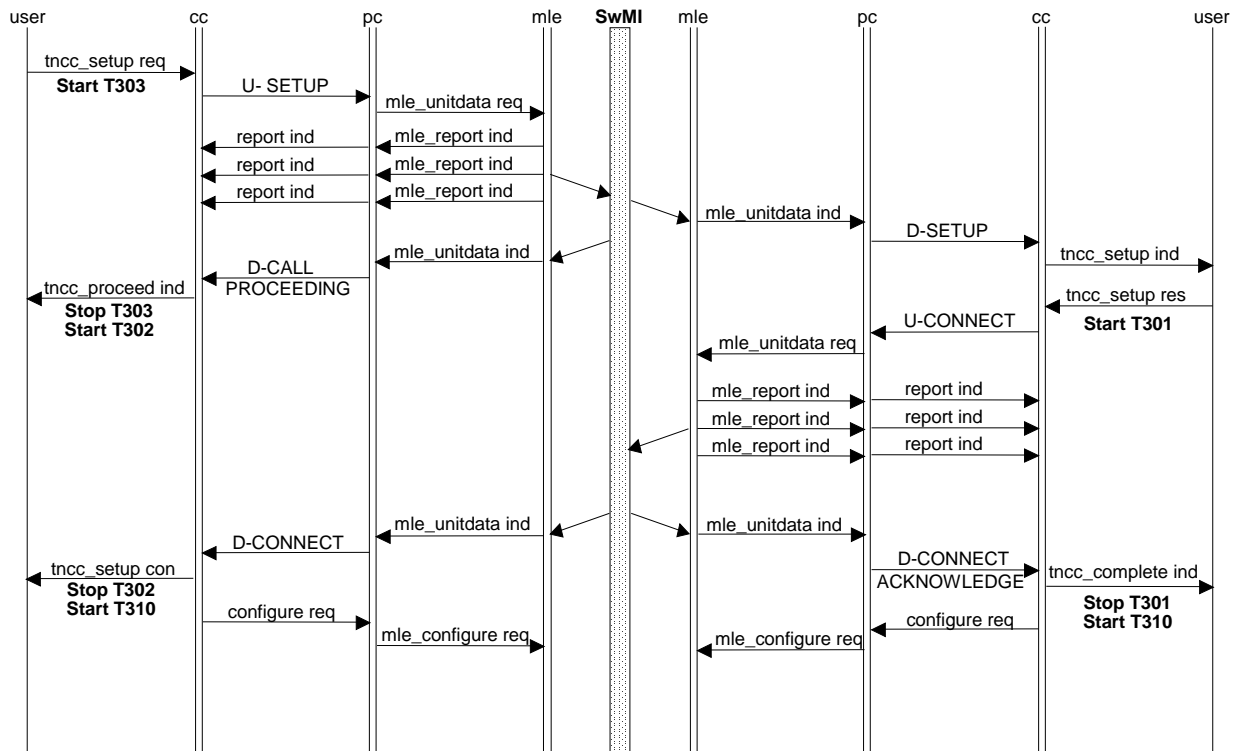 user cc pc mle SwMI mle pc cc user
tncc_setup req
Start T303
U- SETUP
mle_unitdata req
report ind mle_report ind
report ind mle_report ind
report ind mle_report ind
mle_unitdata ind
D-SETUP
mle_unitdata ind
tncc_setup ind
D-CALL
PROCEEDING
tncc_proceed ind
Stop T303
Start T302
tncc_setup res
Start T301
U-CONNECT
mle_unitdata req
mle_report ind report ind
mle_report ind report ind
mle_report ind report ind
mle_unitdata ind mle_unitdata ind
D-CONNECT
tncc_setup con
Stop T302
Start T310
D-CONNECT
ACKNOWLEDGE
tncc_complete ind
Stop T301
Start T310
configure req
mle_configure req
configure req
mle_configure req